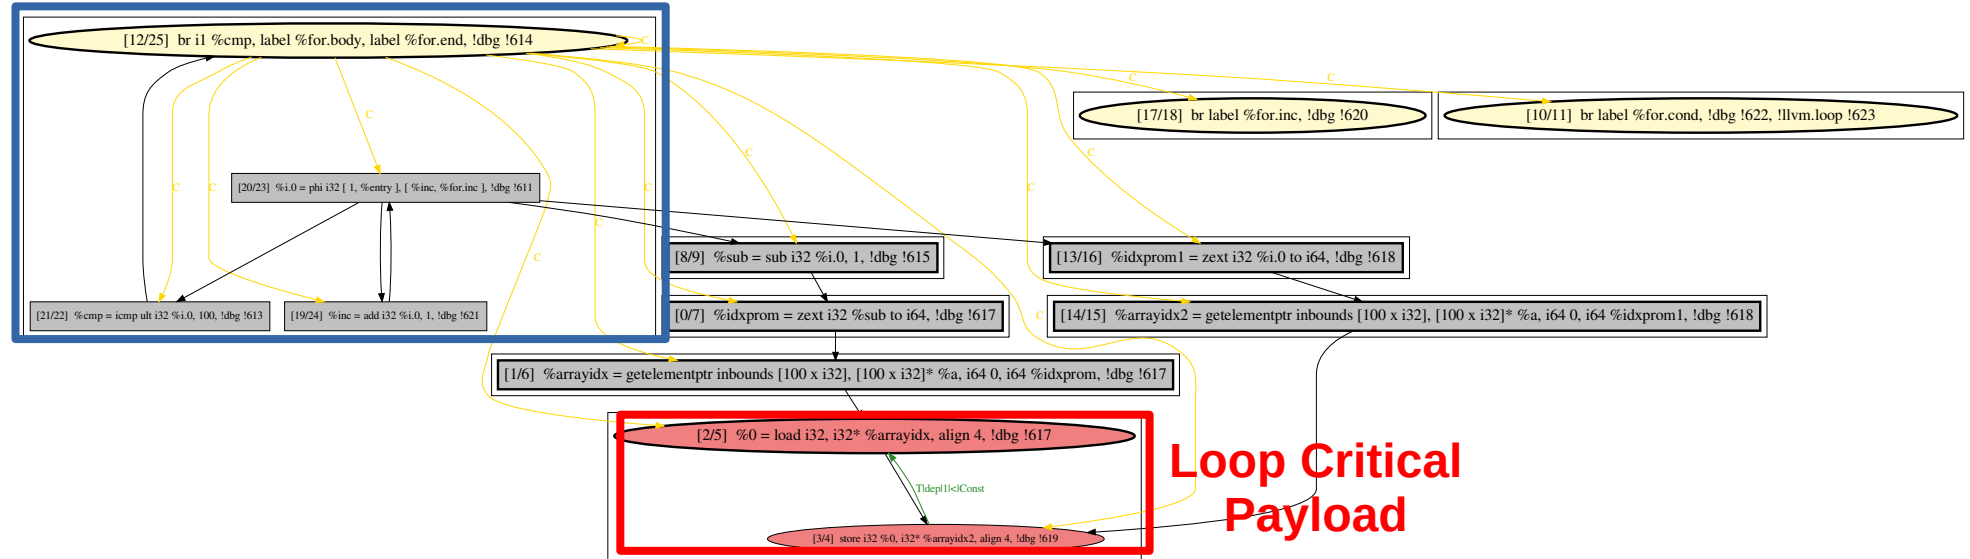 [12/25] br i1 %cmp, label %for.body, label %for.end, !dbg !614
C
C
C
[17/18] br label %for.inc, !dbg !620
[10/11] br label %for.cond, !dbg !622, !llvm.loop !623
C
C
C
C
C
C
C
[20/23] %i.0 = phi i32 [ 1, %entry ], [ %inc, %for.inc ], !dbg !611
C
C
[8/9] %sub = sub i32 %i.0, 1, !dbg !615
[13/16] %idxprom1 = zext i32 %i.0 to i64, !dbg !618
[21/22] %cmp = icmp ult i32 %i.0, 100, !dbg !613
[19/24] %inc = add i32 %i.0, 1, !dbg !621
[0/7] %idxprom = zext i32 %sub to i64, !dbg !617
C
[14/15] %arrayidx2 = getelementptr inbounds [100 x i32], [100 x i32]* %a, i64 0, i64 %idxprom1, !dbg !618
[1/6] %arrayidx = getelementptr inbounds [100 x i32], [100 x i32]* %a, i64 0, i64 %idxprom, !dbg !617
[2/5] %0 = load i32, i32* %arrayidx, align 4, !dbg !617
Loop Critical
Payload
T|dep|1|<|Const
[3/4] store i32 %0, i32* %arrayidx2, align 4, !dbg !619